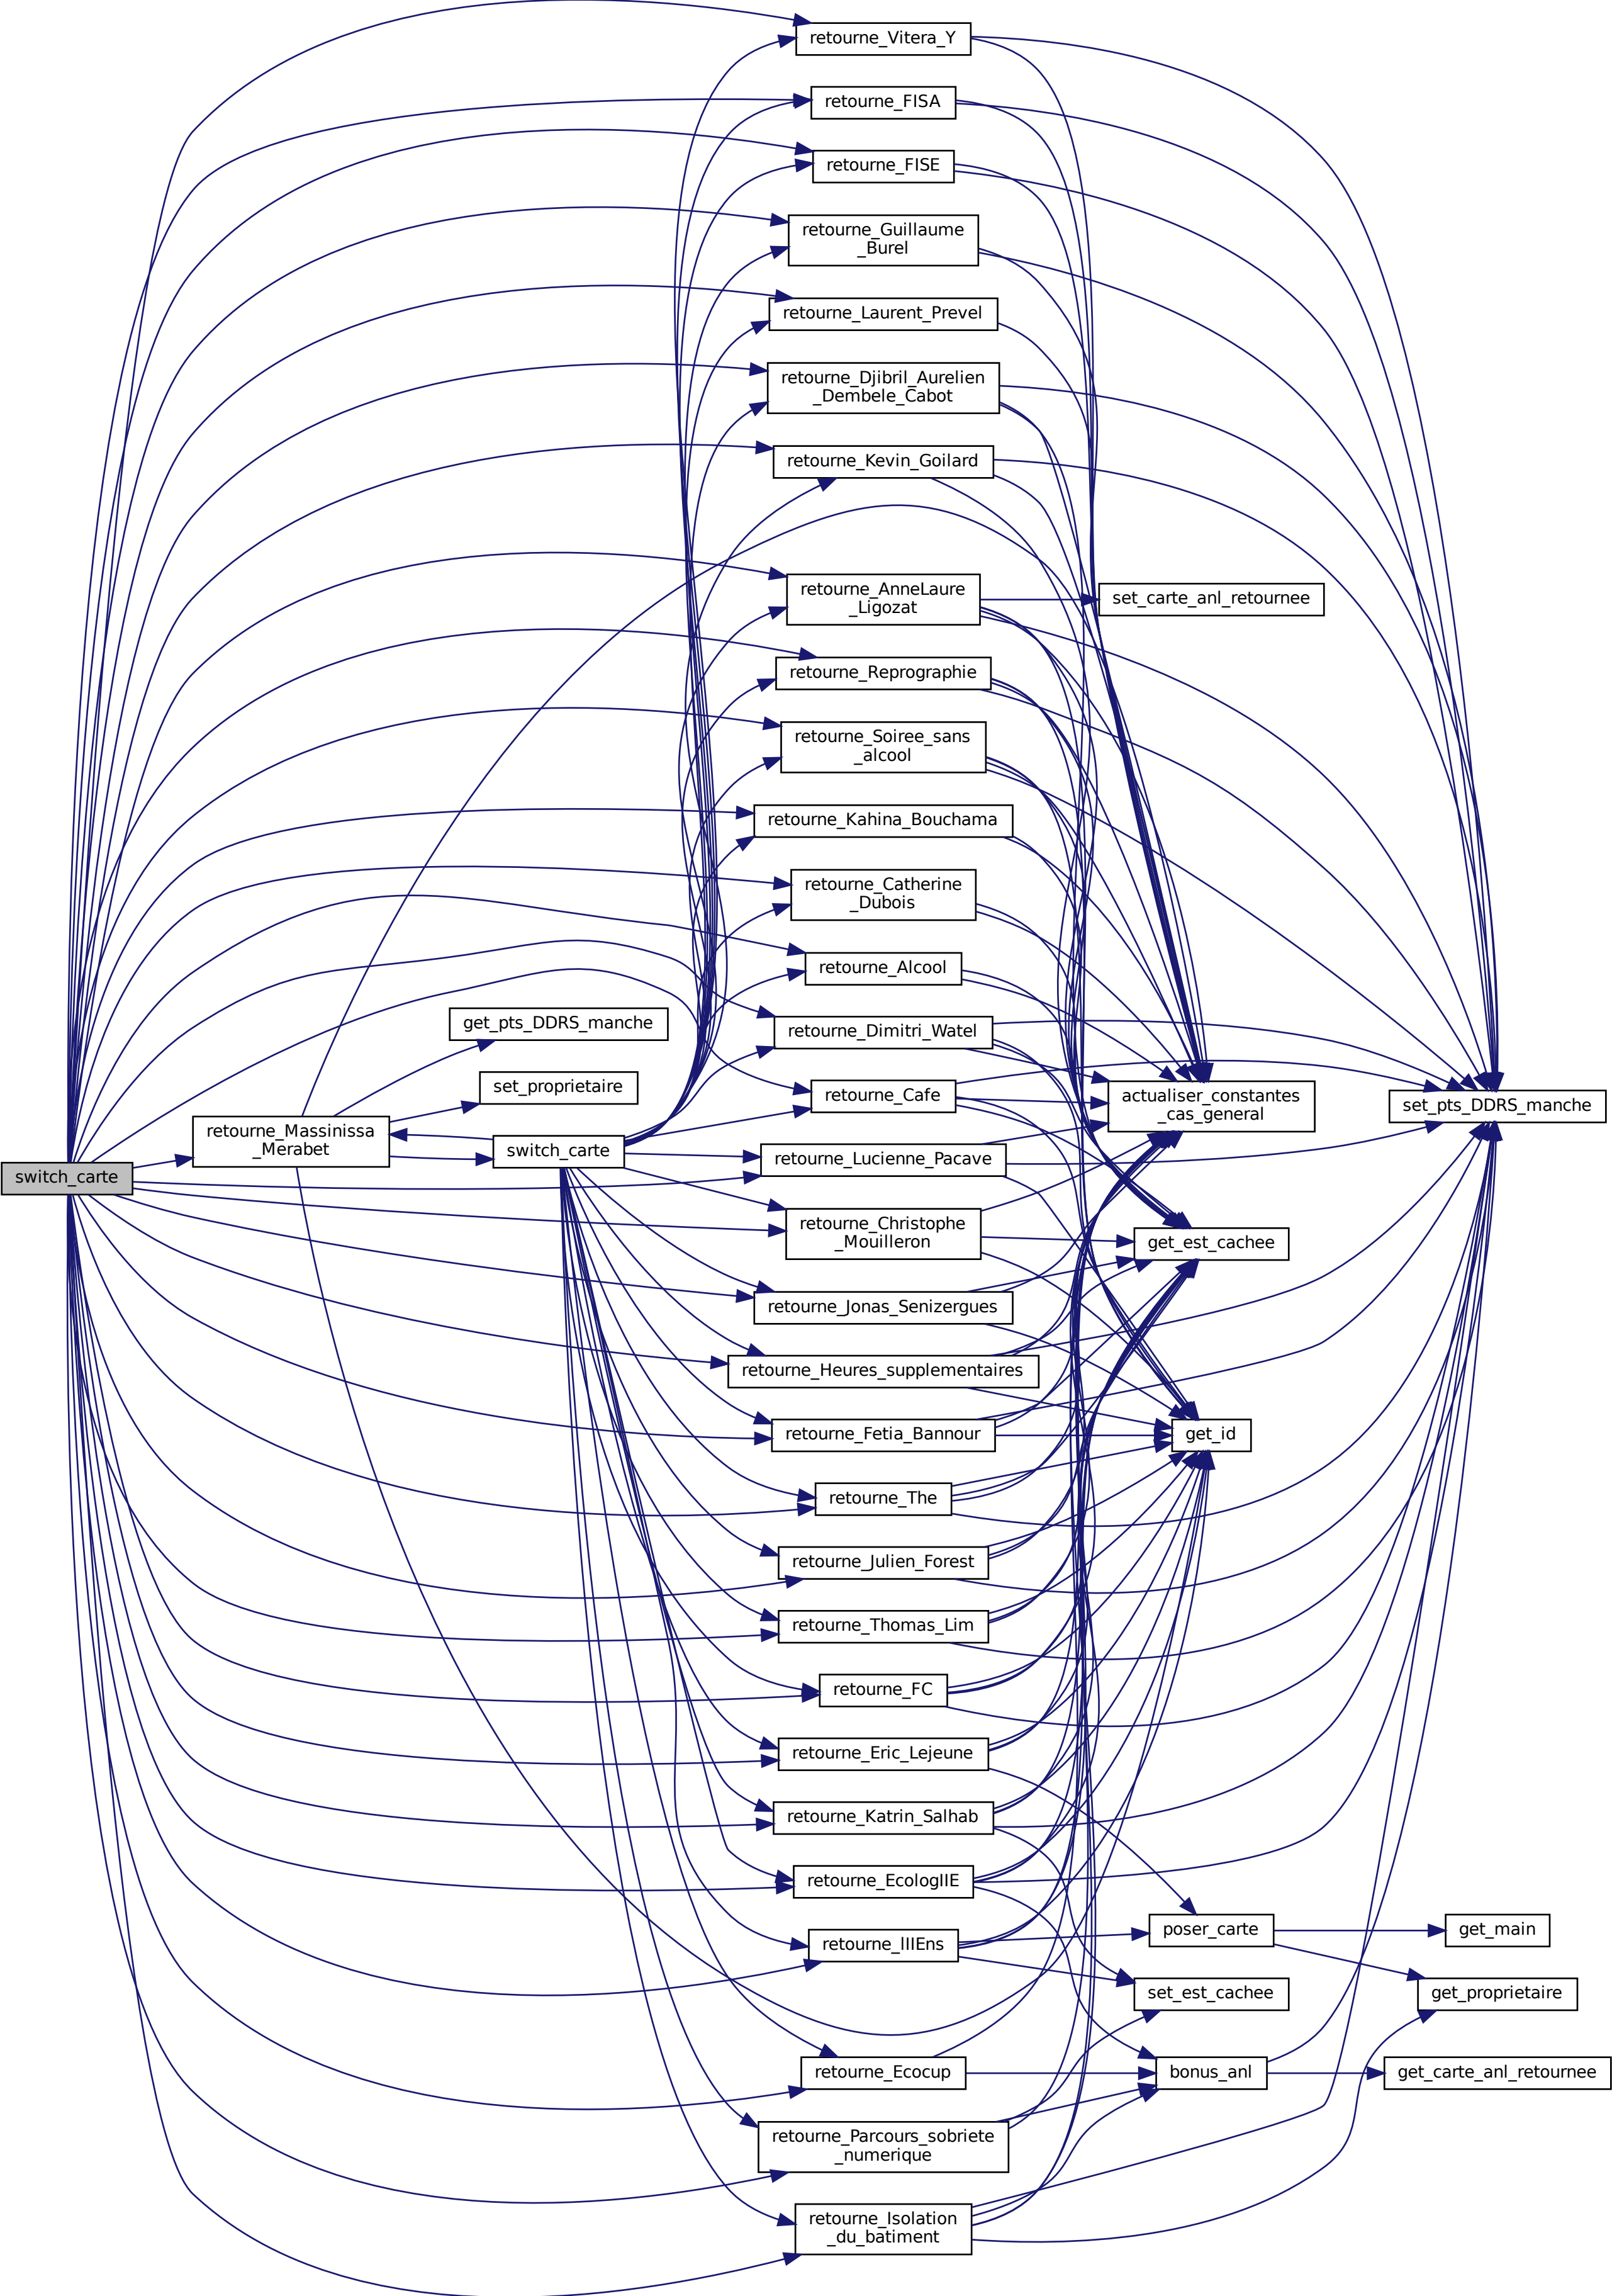 switch_carte
retourne_Massinissa
_Merabet
get_pts_DDRS_manche
set_proprietaire
switch_carte
retourne_Vitera_Y
retourne_FISA
retourne_FISE
retourne_Guillaume
_Burel
retourne_Laurent_Prevel
retourne_Djibril_Aurelien
_Dembele_Cabot
retourne_Kevin_Goilard
retourne_AnneLaure
_Ligozat
retourne_Reprographie
retourne_Soiree_sans
_alcool
retourne_Kahina_Bouchama
retourne_Catherine
_Dubois
retourne_Alcool
retourne_Dimitri_Watel
retourne_Cafe
retourne_Lucienne_Pacave
retourne_Christophe
_Mouilleron
retourne_Jonas_Senizergues
retourne_Heures_supplementaires
retourne_Fetia_Bannour
retourne_The
retourne_Julien_Forest
retourne_Thomas_Lim
retourne_FC
retourne_Eric_Lejeune
retourne_Katrin_Salhab
retourne_EcologIIE
retourne_lIIEns
retourne_Ecocup
retourne_Parcours_sobriete
_numerique
retourne_Isolation
_du_batiment
set_carte_anl_retournee
actualiser_constantes
_cas_general
get_est_cachee
get_id
poser_carte
set_est_cachee
bonus_anl
set_pts_DDRS_manche
get_main
get_proprietaire
get_carte_anl_retournee